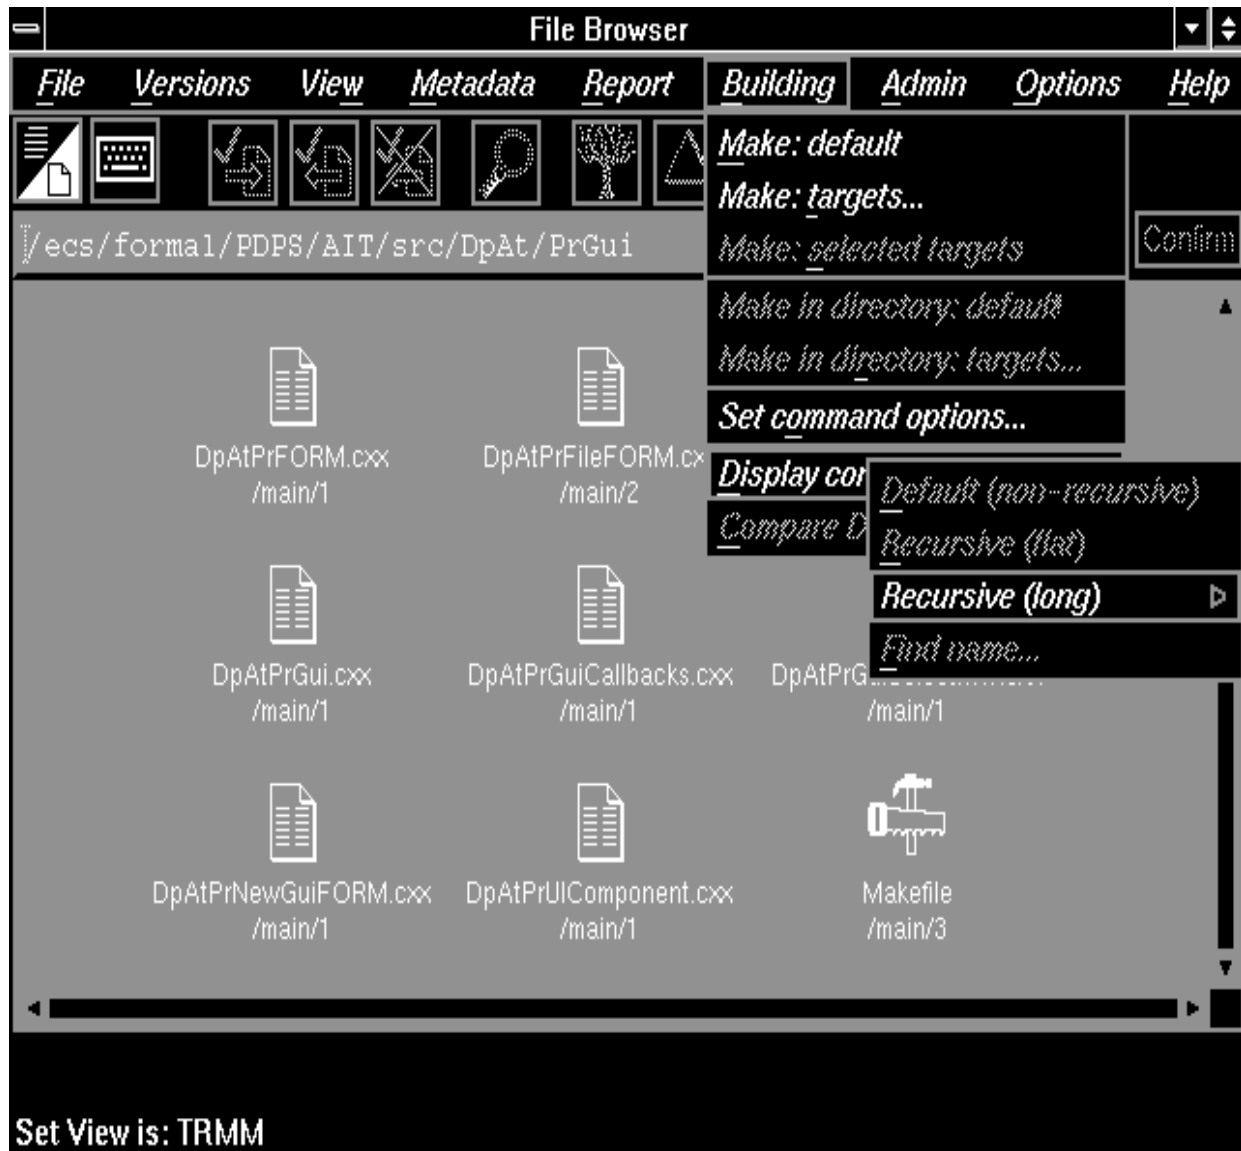 File Browser
File Versions View Metadata Report Building Admin Options Help
Make: default
Make: targets...
/ecs/formal/PDPS/AIT/src/DpAt/PrGui
Make: selected targets
Confirm
Make in directory: default
Make in directory: targets...
Set command options...
DpAtPrFORM.cxx
/main/1
DpAtPrFileFORM.cx
/main/2
Display con
Compare D
Default (non-recursive)
Recursive (flat)
Recursive (long)
Find name...
DpAtPrGui.cxx
/main/1
DpAtPrGuiCallbacks.cxx
/main/1
/main/1
DpAtPrNewGuiFORM.cxx
/main/1
DpAtPrUIComponent.cxx
/main/1
Makefile
/main/3
Set View is: TRMM